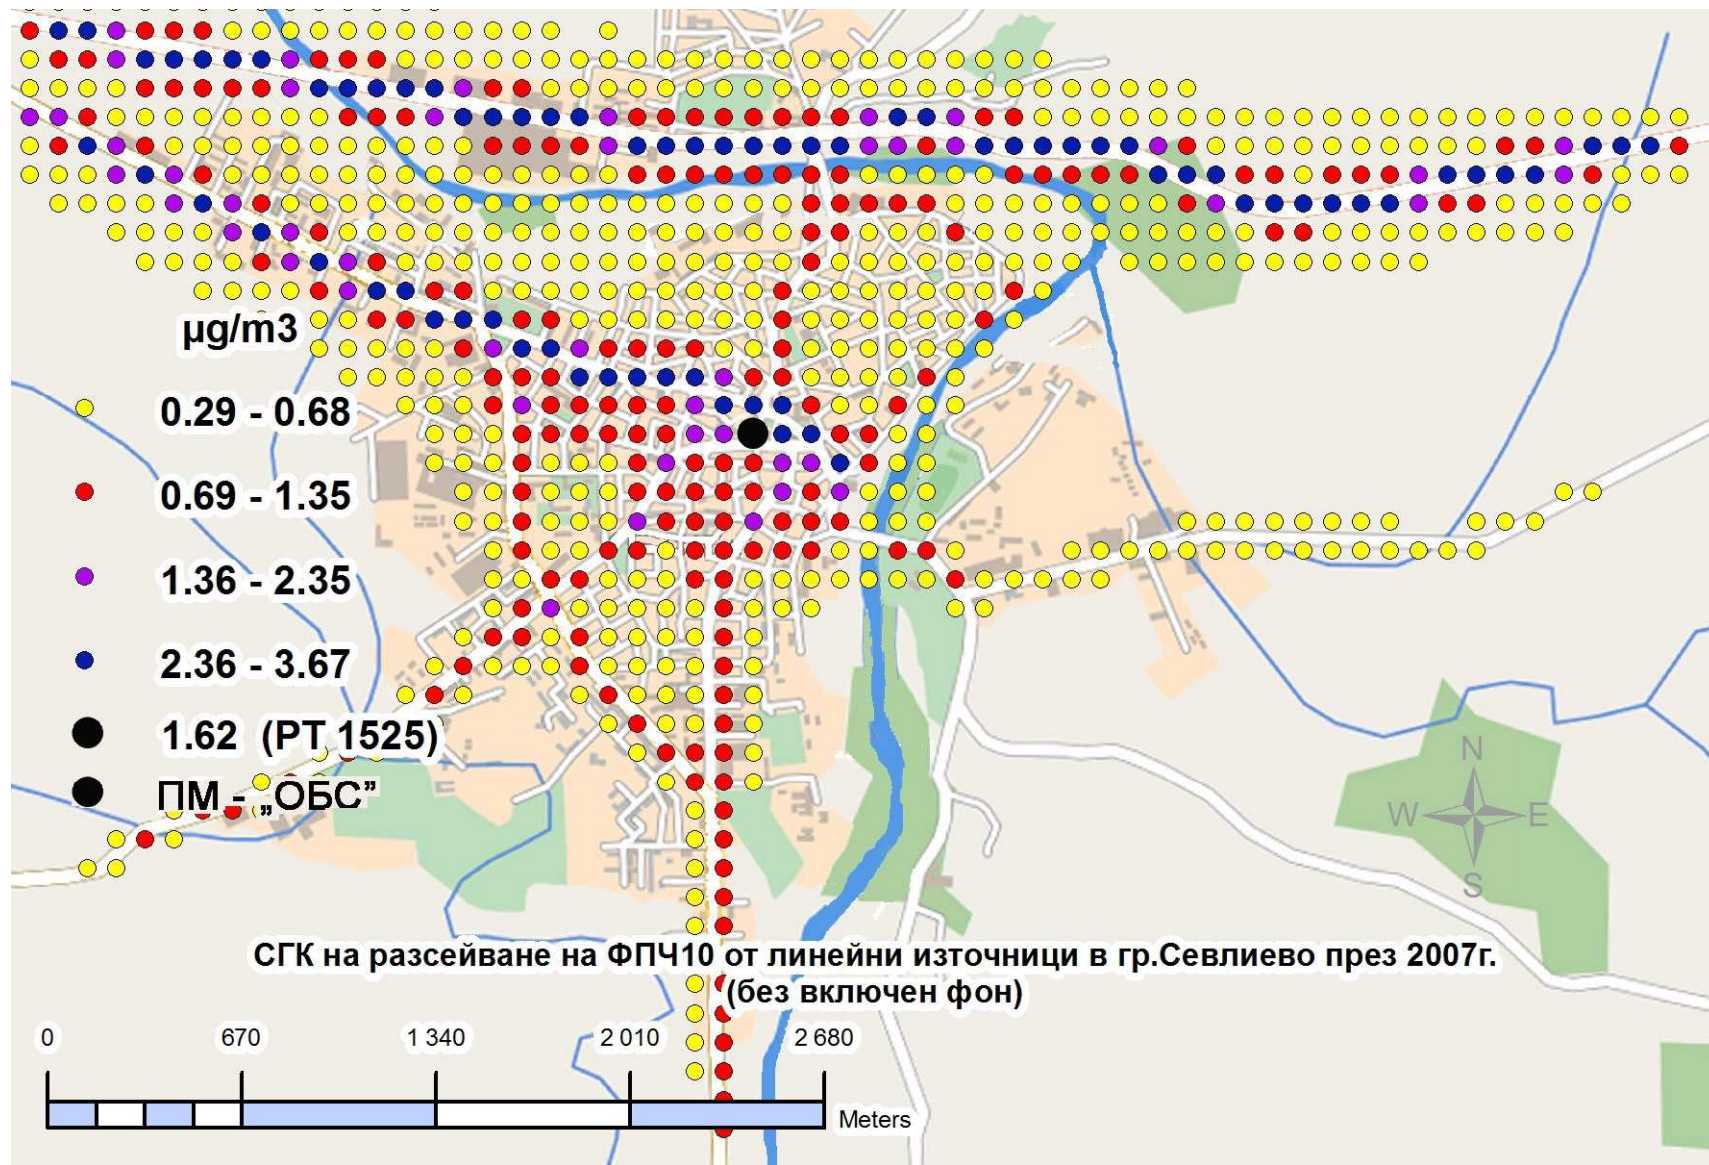 µg/m3
0.29 - 0.68
0.69 - 1.35
1.36 - 2.35
2.36 - 3.67
1.62 (РТ 1525)
ПМ - „ОБС”
N
W E
S
СГК на разсейване на ФПЧ10 от линейни източници в гр.Севлиево през 2007г.
(без включен фон)
0 670 1 340 2 010 2 680
Meters